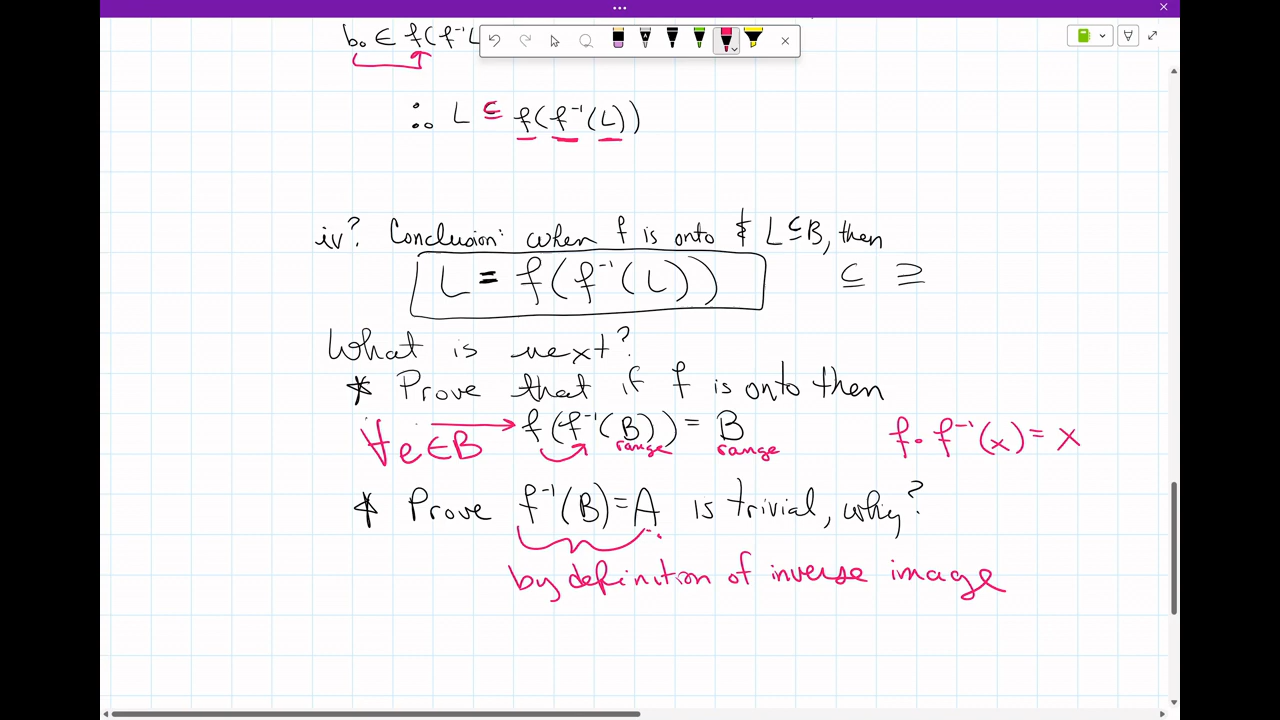 b₀ ∈ f(f⁻¹(L
∴ L ⊆ f(f⁻¹(L))
iv? Conclusion: when f is onto & L ⊆ B, then
L = f(f⁻¹(L)) ⊆ ⊇
What is next?
* Prove that if f is onto then
∀e∈B → f(f⁻¹(B)) = B f∘f⁻¹(x) = x
range range
* Prove f⁻¹(B) = A is trivial, why?
by definition of inverse image